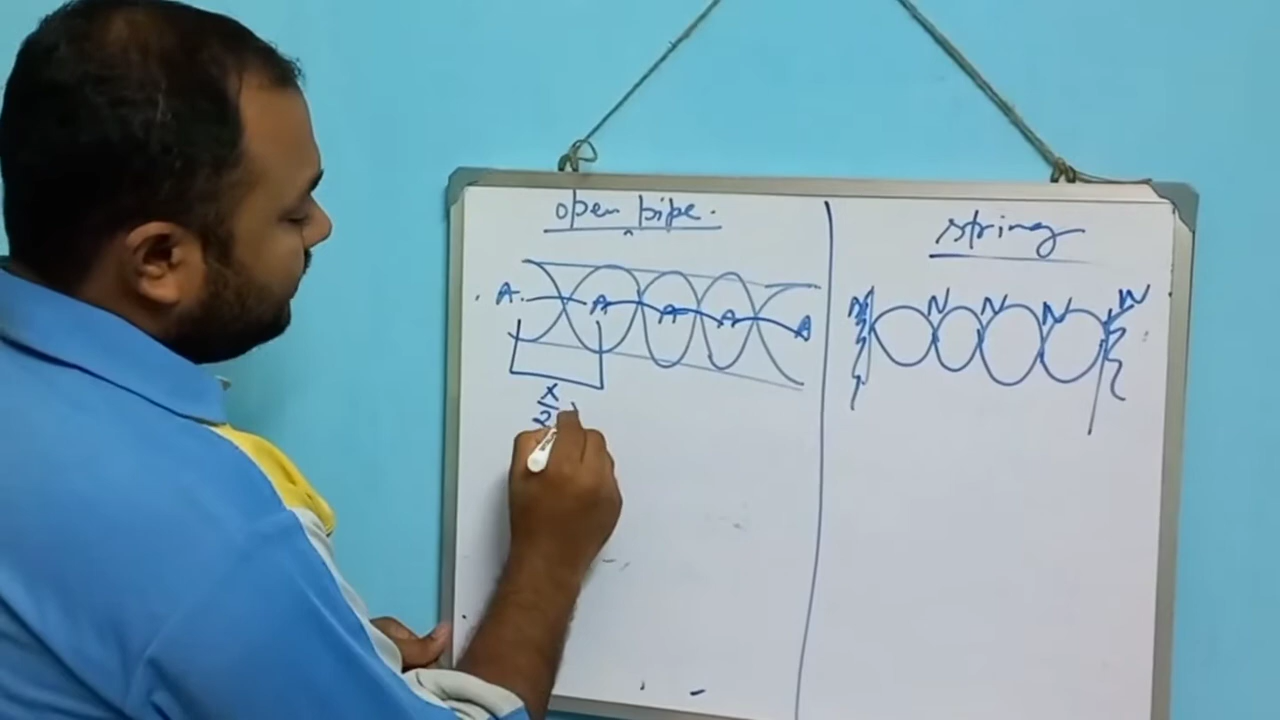 open pipe.
A A A A A
λ
2
string
N N N N N